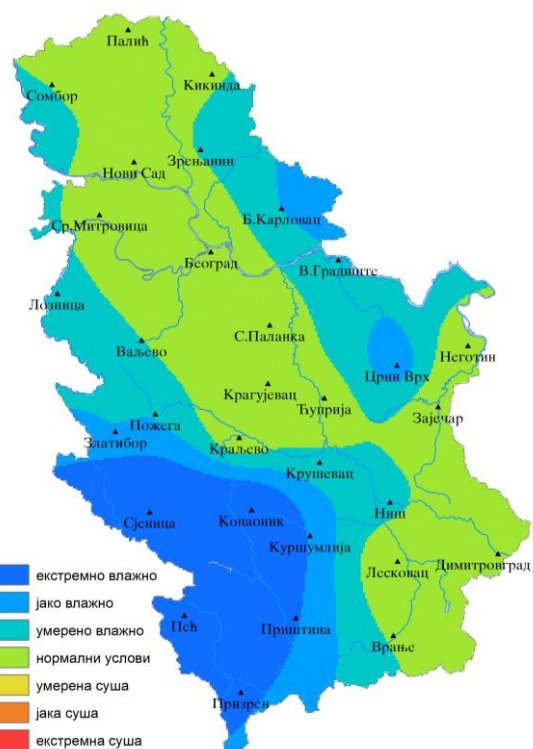 Палић
Кикинда
Сомбор
Зрењанин
Нови Сад
Б.Карловац
Ср.Митровица
Београд
В.Градиште
Лозница
С.Паланка
Ваљево
Неготин
Црни Врх
Крагујевац
Ћуприја
Зајечар
Пожега
Златибор
Краљево
Крушевац
Ниш
Сјеница
Копаоник
Куршумлија
Лесковац
Димитровград
Пећ
Приштина
Врање
Призрен
екстремно влажно
јако влажно
умерено влажно
нормални услови
умерена суша
јака суша
екстремна суша